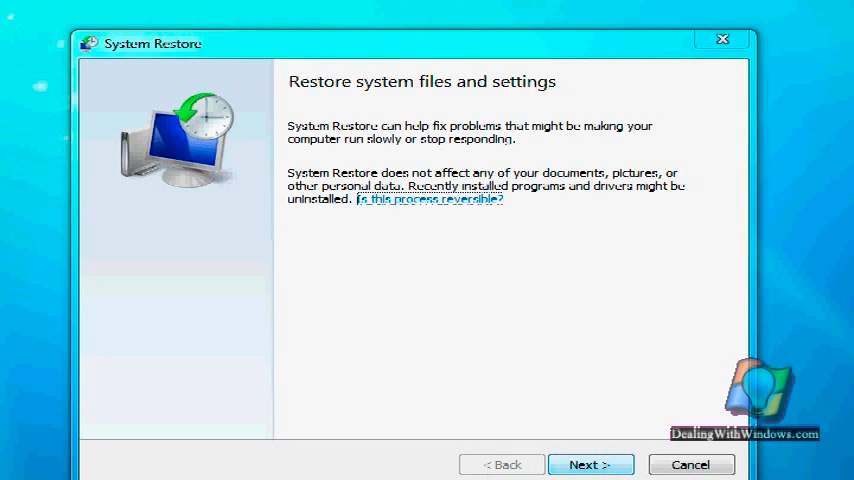 System Restore
Restore system files and settings
System Restore can help fix problems that might be making your
computer run slowly or stop responding.
System Restore does not affect any of your documents, pictures, or
other personal data. Recently installed programs and drivers might be
uninstalled. Is this process reversible?
DealingWithWindows.com
< Back
Next >
Cancel